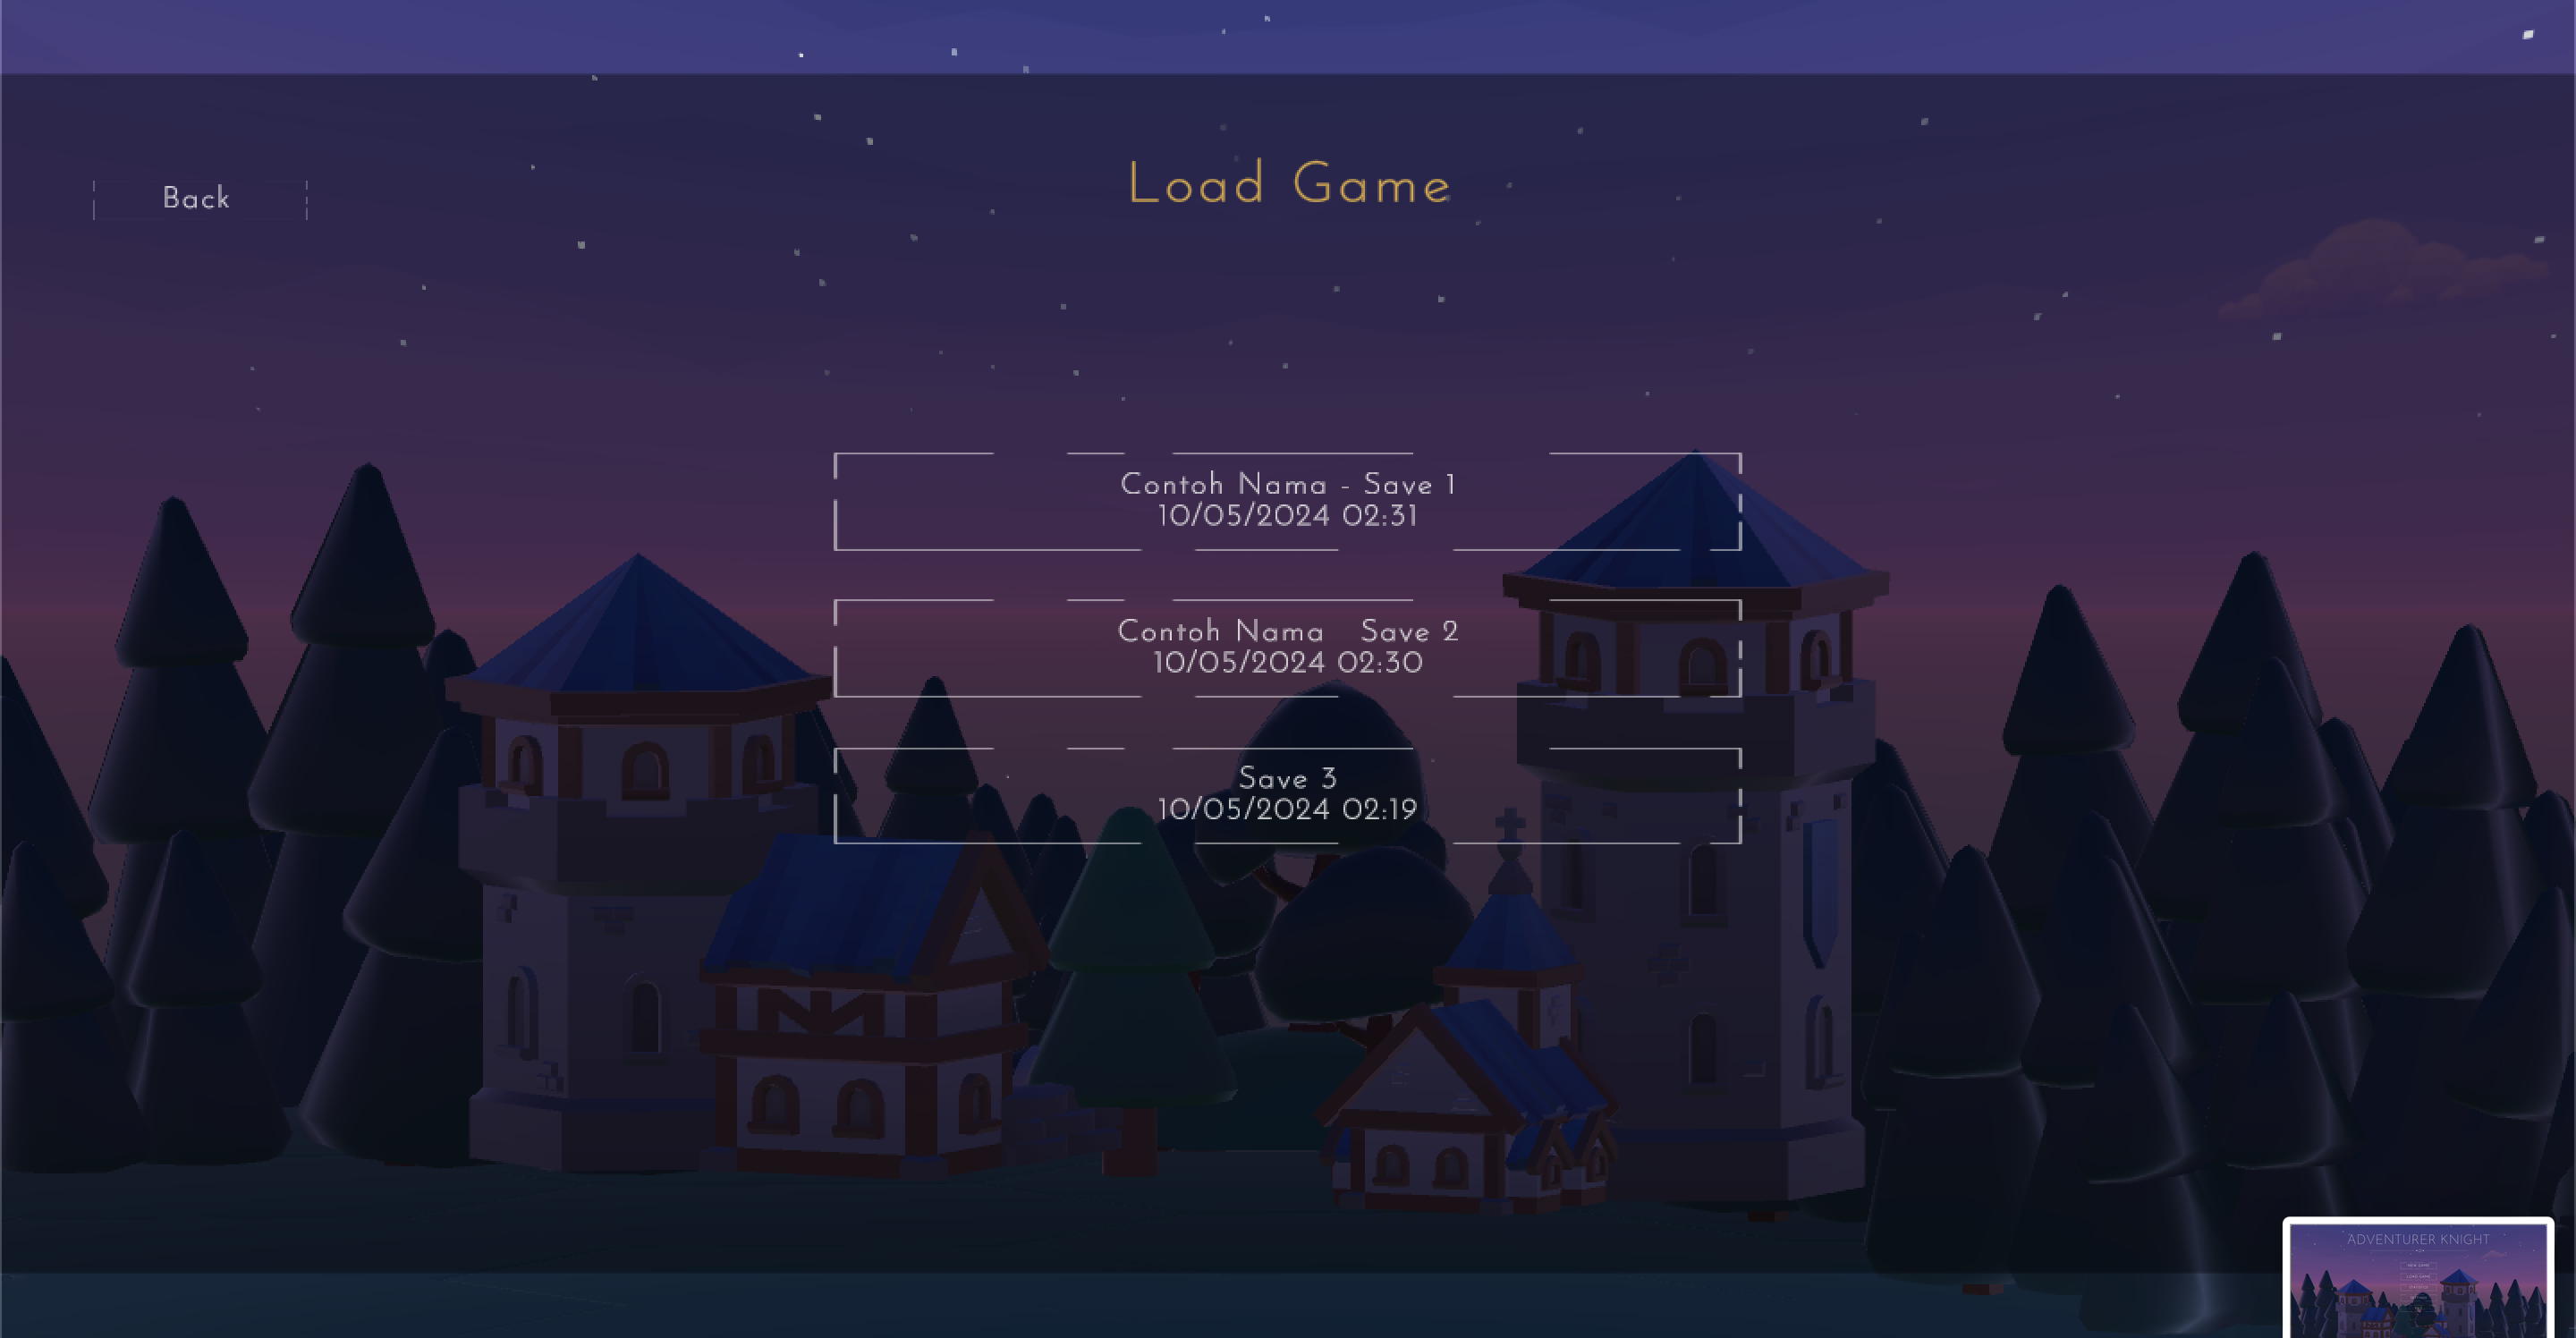 Load Game
Back
Contoh Nama - Save 1
10/05/2024 02:31
Contoh Nama Save 2
10/05/2024 02:30
Save 3
10/05/2024 02:19
ADVENTURER KNIGHT